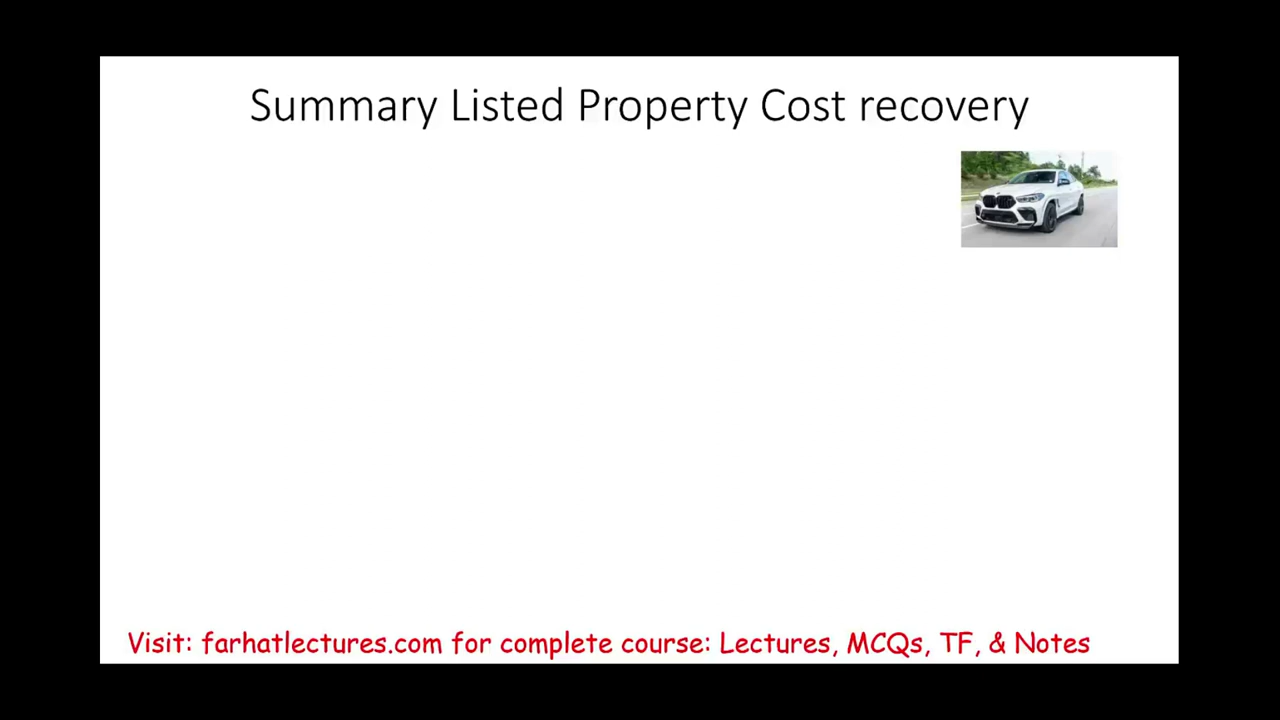 Summary Listed Property Cost recovery
Visit: farhatlectures.com for complete course: Lectures, MCQs, TF, & Notes